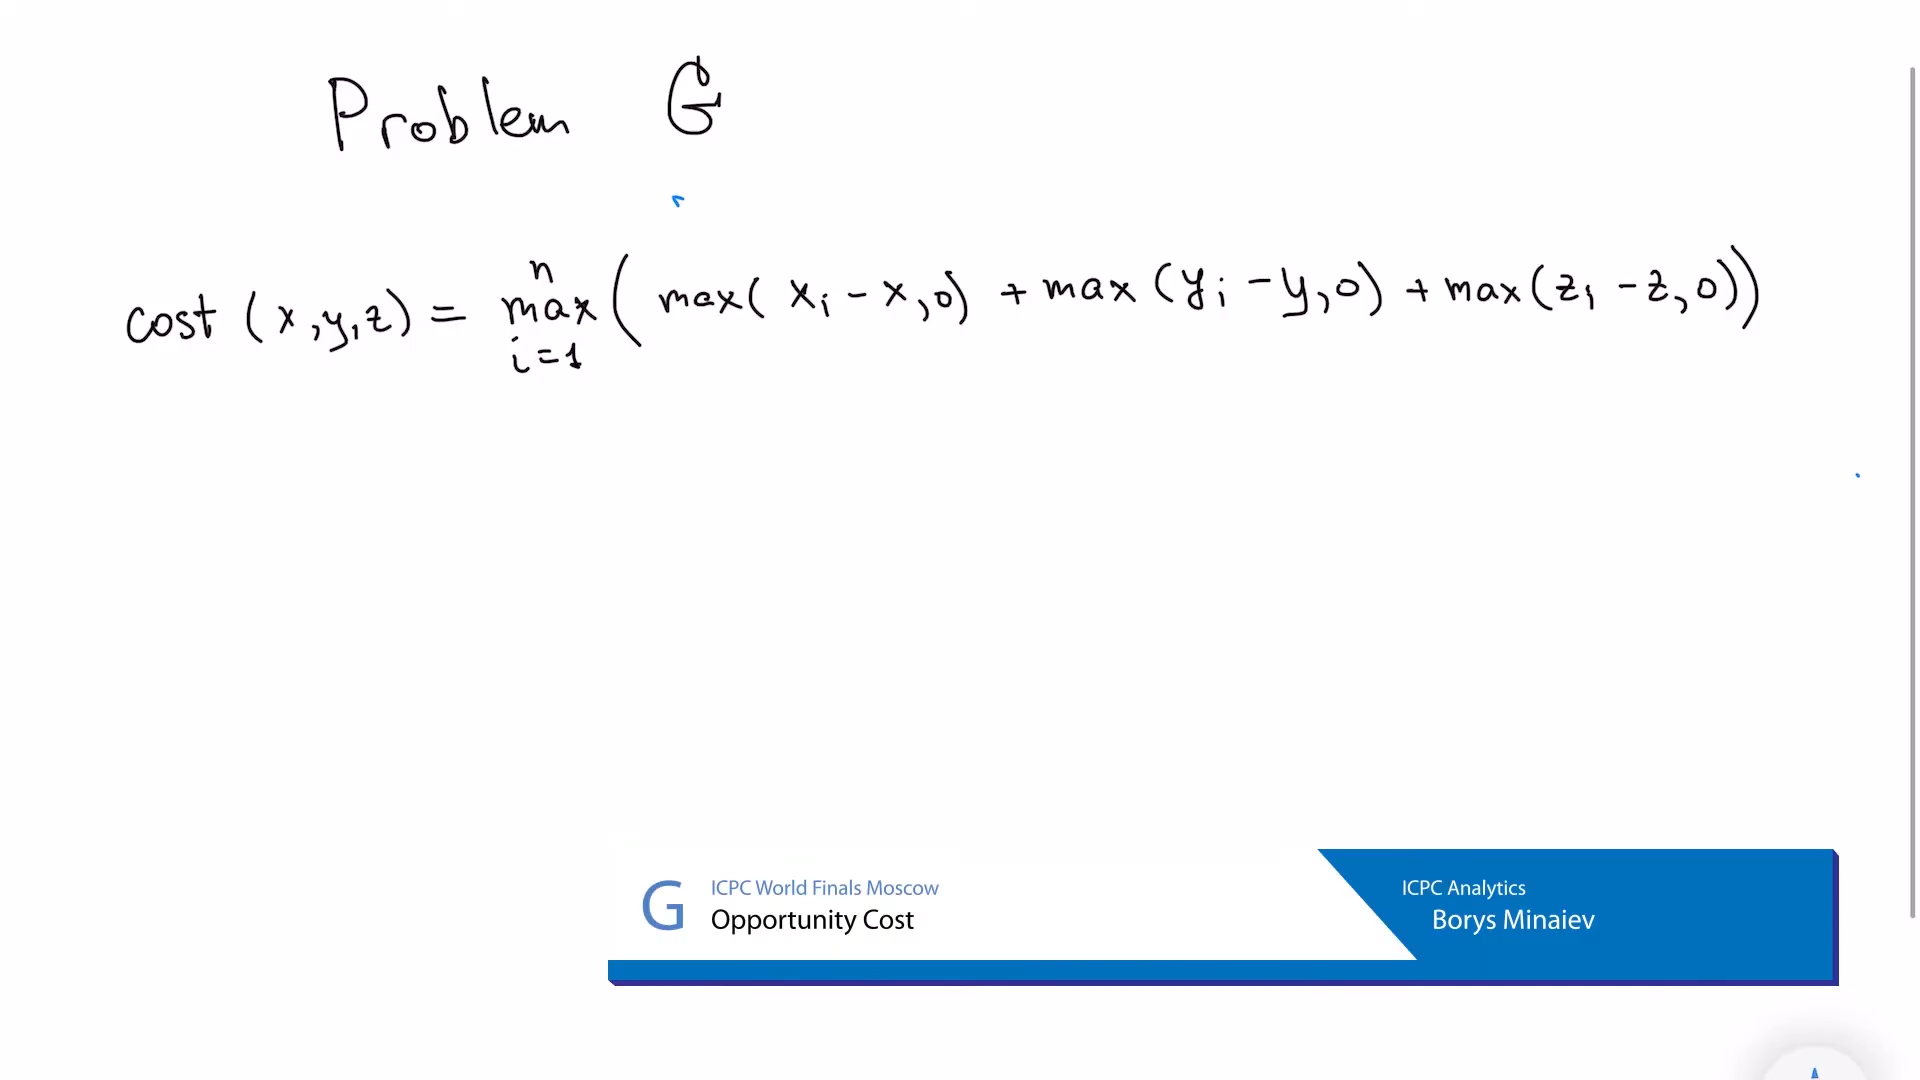 Problem G
cost (x,y,z) = max_{i=1}^{n} ( max(x_i - x, 0) + max(y_i - y, 0) + max(z_i - z, 0))
G
ICPC World Finals Moscow
Opportunity Cost
ICPC Analytics
Borys Minaiev